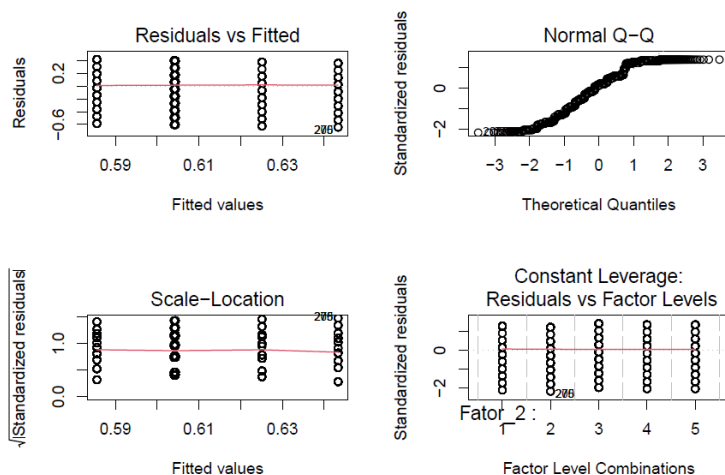 Residuals vs Fitted
Residuals
0.2
−0.6
0.59
0.61
0.63
Fitted values
Normal Q−Q
Standardized residuals
0
−2
−3
−2
−1
0
1
2
3
Theoretical Quantiles
Scale−Location
√|Standardized residuals|
1.0
0.0
0.59
0.61
0.63
Fitted values
Constant Leverage:
Residuals vs Factor Levels
Standardized residuals
0
−2
Fator_2 :
1
2
3
4
5
Factor Level Combinations